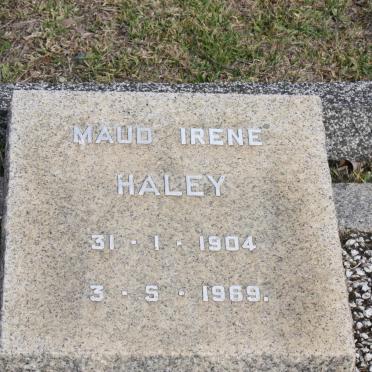 MAUD IRENE
HALEY
31 · 1 · 1904
3 · 5 · 1969.